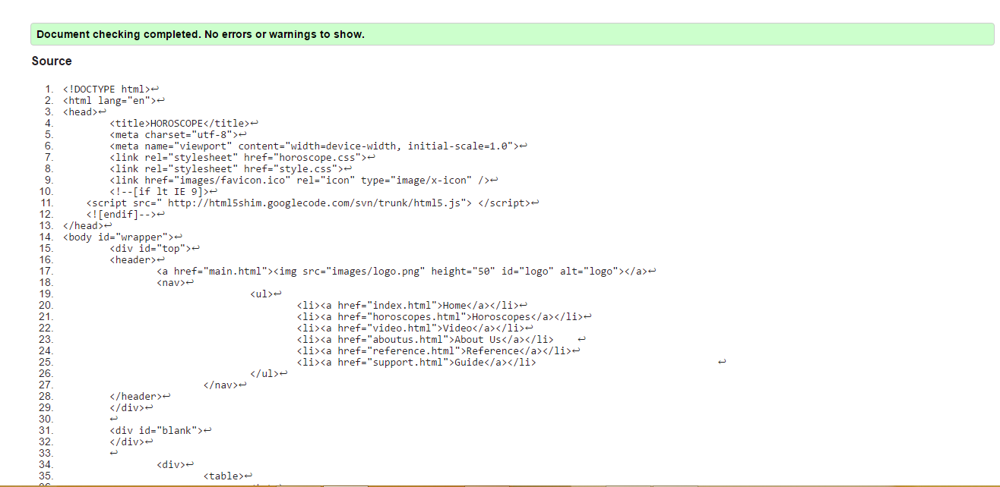 Document checking completed. No errors or warnings to show.
Source
1. <!DOCTYPE html>↩
2. <html lang="en">↩
3. <head>↩
4. <title>HOROSCOPE</title>↩
5. <meta charset="utf-8">↩
6. <meta name="viewport" content="width=device-width, initial-scale=1.0">↩
7. <link rel="stylesheet" href="horoscope.css">↩
8. <link rel="stylesheet" href="style.css">↩
9. <link href="images/favicon.ico" rel="icon" type="image/x-icon" />↩
10. <!--[if lt IE 9]>↩
11. <script src=" http://html5shim.googlecode.com/svn/trunk/html5.js"> </script>↩
12. <![endif]-->↩
13. </head>↩
14. <body id="wrapper">↩
15. <div id="top">↩
16. <header>↩
17. <a href="main.html"><img src="images/logo.png" height="50" id="logo" alt="logo"></a>↩
18. <nav>↩
19. <ul>↩
20. <li><a href="index.html">Home</a></li>↩
21. <li><a href="horoscopes.html">Horoscopes</a></li>↩
22. <li><a href="video.html">Video</a></li>↩
23. <li><a href="aboutus.html">About Us</a></li> ↩
24. <li><a href="reference.html">Reference</a></li>↩
25. <li><a href="support.html">Guide</a></li> ↩
26. </ul>↩
27. </nav>↩
28. </header>↩
29. </div>↩
30. ↩
31. <div id="blank">↩
32. </div>↩
33. ↩
34. <div>↩
35. <table>↩